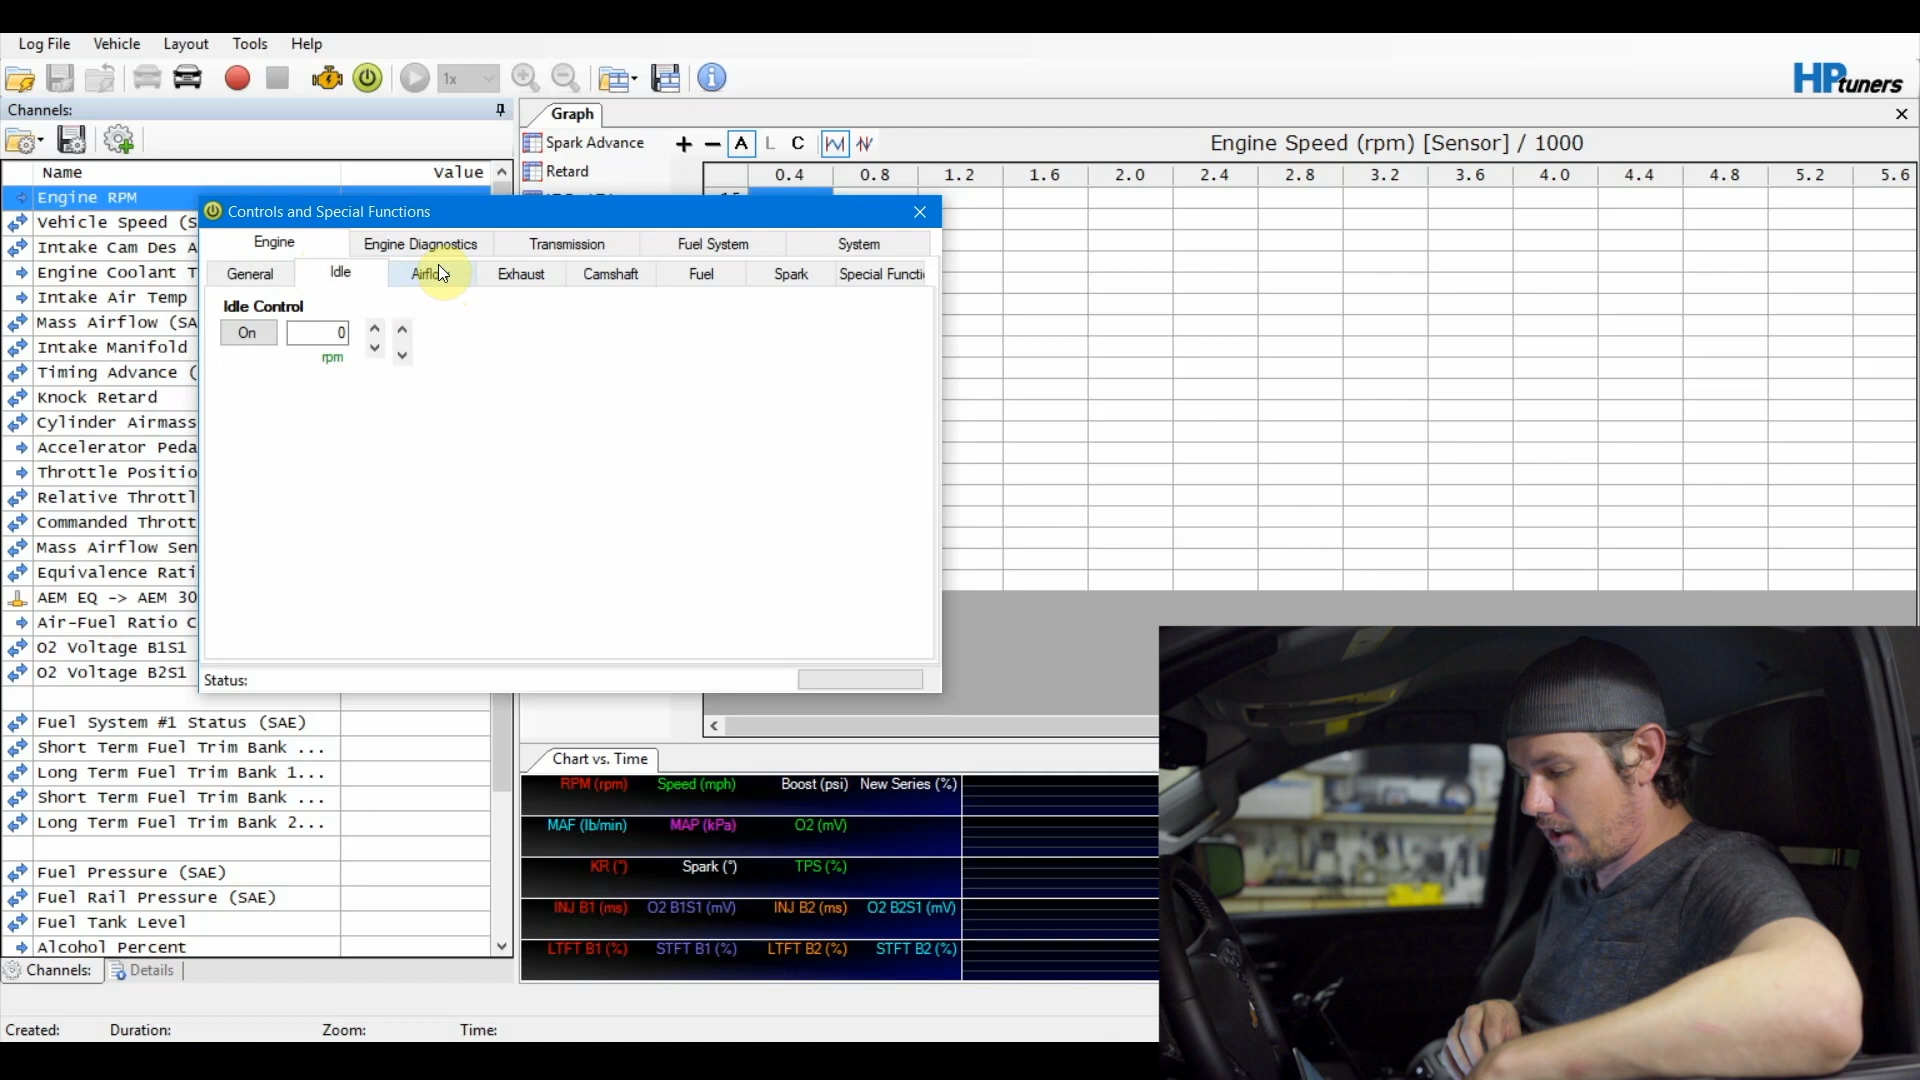 Log File Vehicle Layout Tools Help
1x
HPtuners
Channels:
Graph
Spark Advance
Retard
A L C
Engine Speed (rpm) [Sensor] / 1000
Name Value
0.4 0.8 1.2 1.6 2.0 2.4 2.8 3.2 3.6 4.0 4.4 4.8 5.2 5.6
Engine RPM
Vehicle Speed (S
Intake Cam Des A
Engine Coolant T
Intake Air Temp
Mass Airflow (SA
Intake Manifold
Timing Advance (
Knock Retard
Cylinder Airmass
Accelerator Peda
Throttle Positio
Relative Throttl
Commanded Thrott
Mass Airflow Sen
Equivalence Rati
AEM EQ -> AEM 30
Air-Fuel Ratio C
O2 Voltage B1S1
O2 Voltage B2S1
Fuel System #1 Status (SAE)
Short Term Fuel Trim Bank ...
Long Term Fuel Trim Bank 1...
Short Term Fuel Trim Bank ...
Long Term Fuel Trim Bank 2...
Fuel Pressure (SAE)
Fuel Rail Pressure (SAE)
Fuel Tank Level
Alcohol Percent
Channels: Details
Controls and Special Functions
Engine Engine Diagnostics Transmission Fuel System System
General Idle Airflow Exhaust Camshaft Fuel Spark Special Functi
Idle Control
On 0
rpm
Status:
Chart vs. Time
RPM (rpm) Speed (mph) Boost (psi) New Series (%)
MAF (lb/min) MAP (kPa) O2 (mV)
KR (°) Spark (°) TPS (%)
INJ B1 (ms) O2 B1S1 (mV) INJ B2 (ms) O2 B2S1 (mV)
LTFT B1 (%) STFT B1 (%) LTFT B2 (%) STFT B2 (%)
Created: Duration: Zoom: Time: